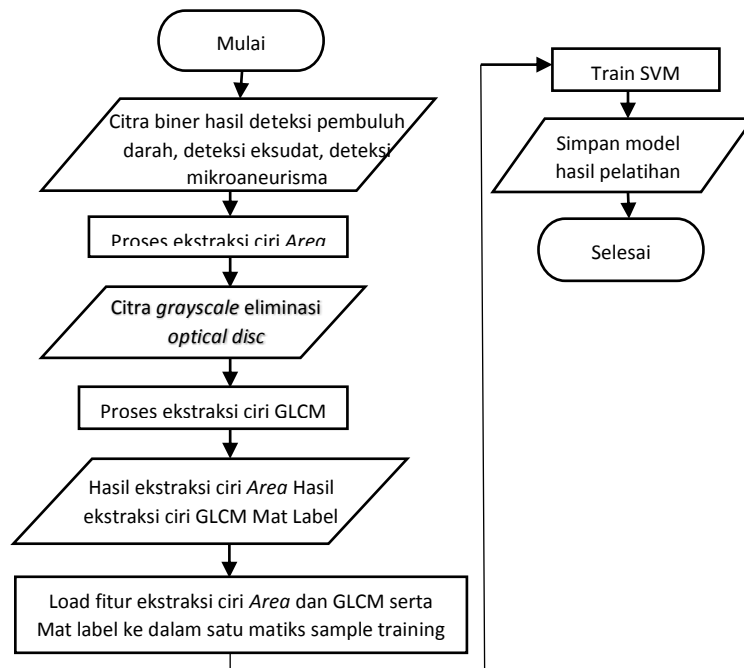 Mulai
Citra biner hasil deteksi pembuluh
darah, deteksi eksudat, deteksi
mikroaneurisma
Proses ekstraksi ciri Area
Citra grayscale eliminasi
optical disc
Proses ekstraksi ciri GLCM
Hasil ekstraksi ciri Area Hasil
ekstraksi ciri GLCM Mat Label
Load fitur ekstraksi ciri Area dan GLCM serta
Mat label ke dalam satu matiks sample training
Train SVM
Simpan model
hasil pelatihan
Selesai